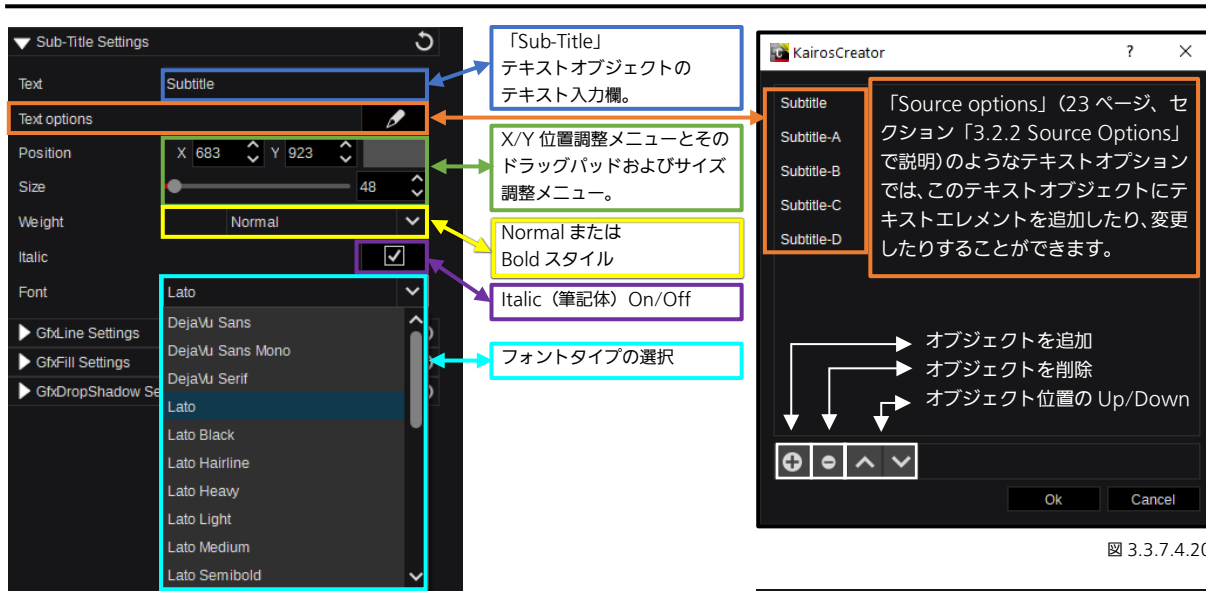 Sub-Title Settings
Text
Subtitle
Text options
Position
X 683
Y 923
Size
48
Weight
Normal
Italic
Font
Lato
GfxLine Settings
GfxFill Settings
GfxDropShadow Se
DejaVu Sans
DejaVu Sans Mono
DejaVu Serif
Lato
Lato Black
Lato Hairline
Lato Heavy
Lato Light
Lato Medium
Lato Semibold
「Sub-Title」
テキストオブジェクトの
テキスト入力欄。
X/Y 位置調整メニューとその
ドラッグパッドおよびサイズ
調整メニュー。
Normal または
Bold スタイル
Italic（筆記体）On/Off
フォントタイプの選択
KairosCreator
?
Subtitle
Subtitle-A
Subtitle-B
Subtitle-C
Subtitle-D
「Source options」（23 ページ、セ
クション「3.2.2 Source Options」
で説明）のようなテキストオプション
では、このテキストオブジェクトにテ
キストエレメントを追加したり、変更
したりすることができます。
オブジェクトを追加
オブジェクトを削除
オブジェクト位置の Up/Down
Ok
Cancel
図 3.3.7.4.20